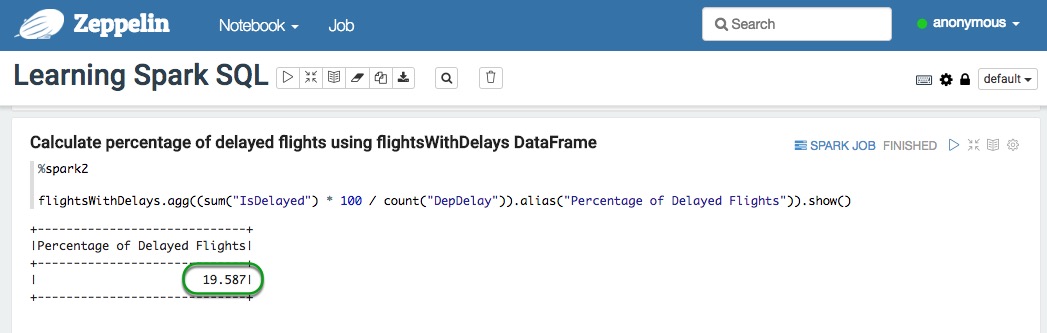 Zeppelin Notebook Job Search anonymous
Learning Spark SQL default
Calculate percentage of delayed flights using flightsWithDelays DataFrame SPARK JOB FINISHED
%spark2
flightsWithDelays.agg((sum("IsDelayed") * 100 / count("DepDelay")).alias("Percentage of Delayed Flights")).show()
+-----------------------------+
|Percentage of Delayed Flights|
+-----------------------------+
| 19.587|
+-----------------------------+